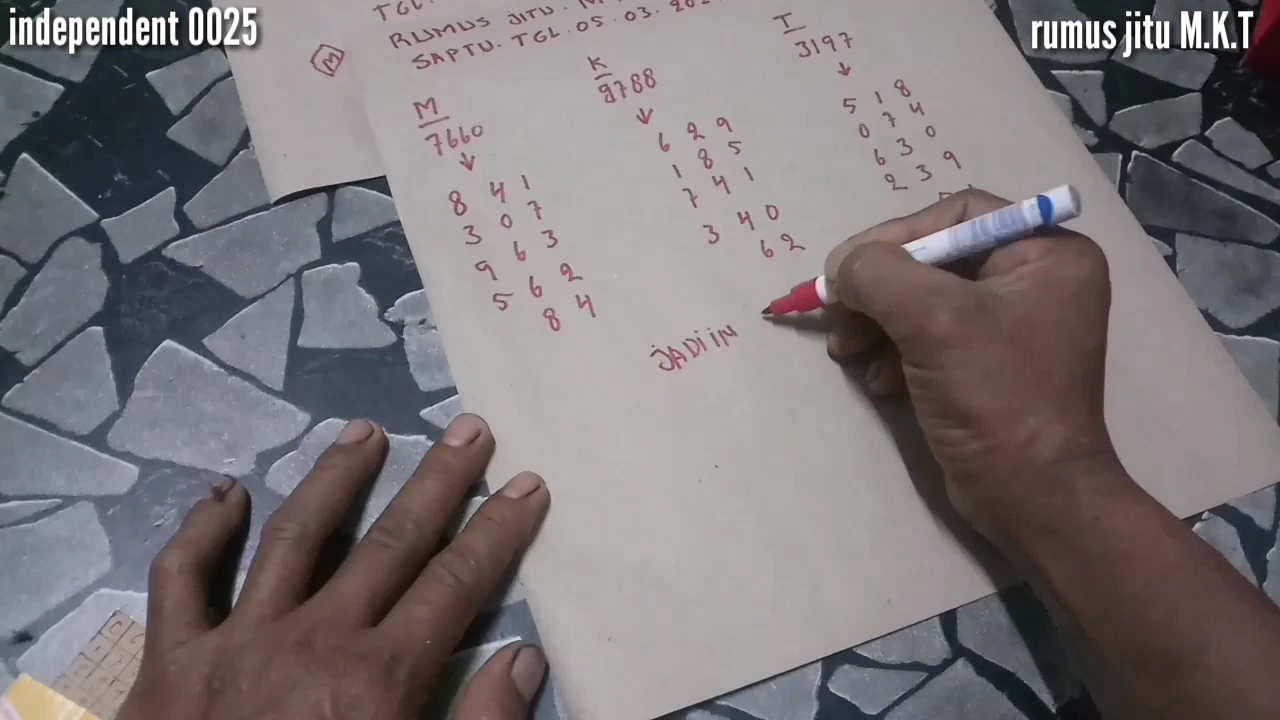 independent 0025
rumus jitu M.K.T
TGL.
RUMUS JITU.
SAPTU. TGL. 05. 03.
M
M
7660
8 4 1
3 0 7
9 6 3
5 6 2
8 4
K
9788
6 2 9
1 8 5
7 4 1
3 4 0
6 2
I
3197
5 1 8
0 7 4
6 3 0
2 3 9
JADiiN